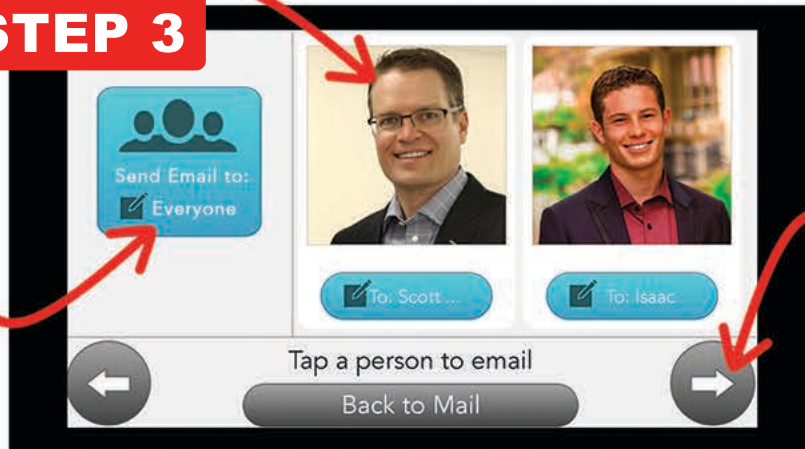 STEP 3
Send Email to:
Everyone
To: Scott ...
To: Isaac
Tap a person to email
Back to Mail